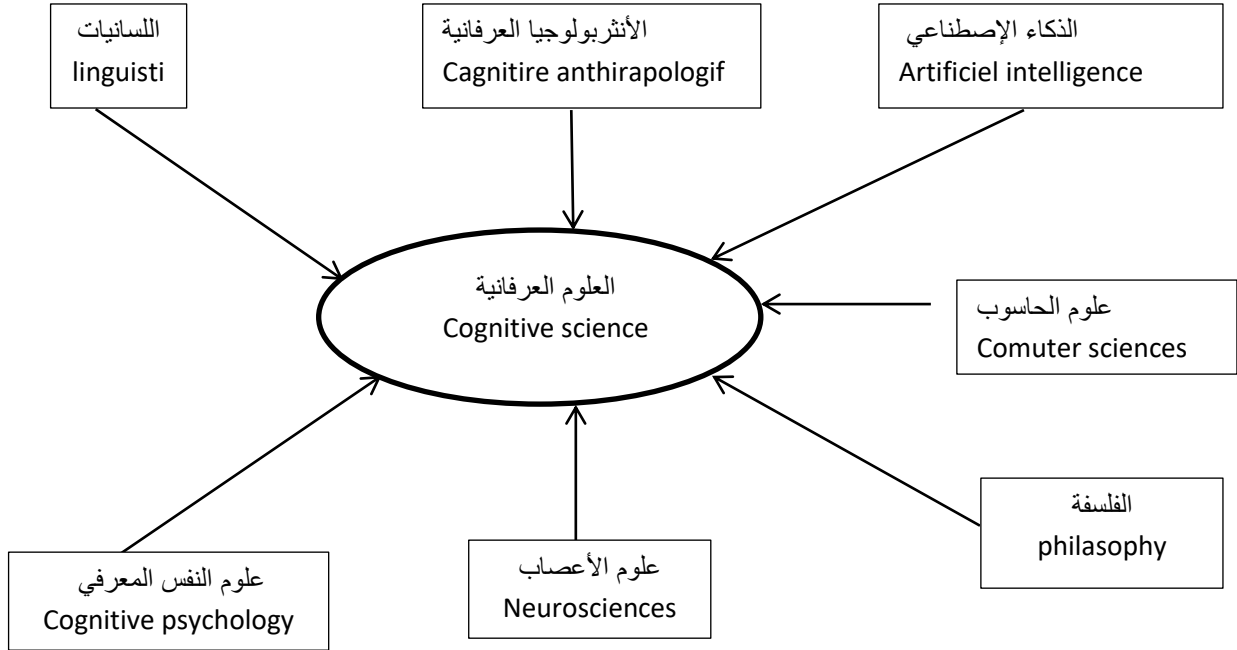 اللسانيات
linguisti
الأنثربولوجيا العرفانية
Cagnitire anthirapologif
الذكاء الإصطناعي
Artificiel intelligence
العلوم العرفانية
Cognitive science
علوم الحاسوب
Comuter sciences
الفلسفة
philasophy
علوم الأعصاب
Neurosciences
علوم النفس المعرفي
Cognitive psychology